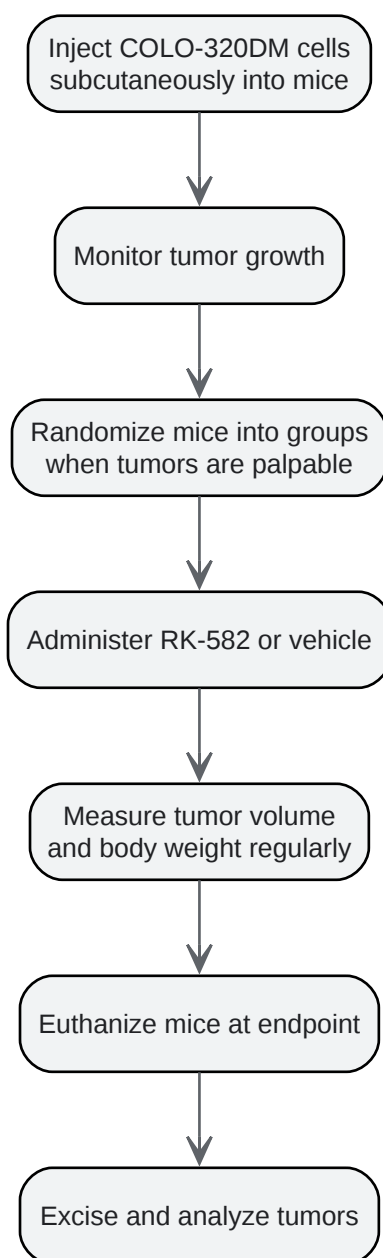 Inject COLO-320DM cells
subcutaneously into mice
Monitor tumor growth
Randomize mice into groups
when tumors are palpable
Administer RK-582 or vehicle
Measure tumor volume
and body weight regularly
Euthanize mice at endpoint
Excise and analyze tumors